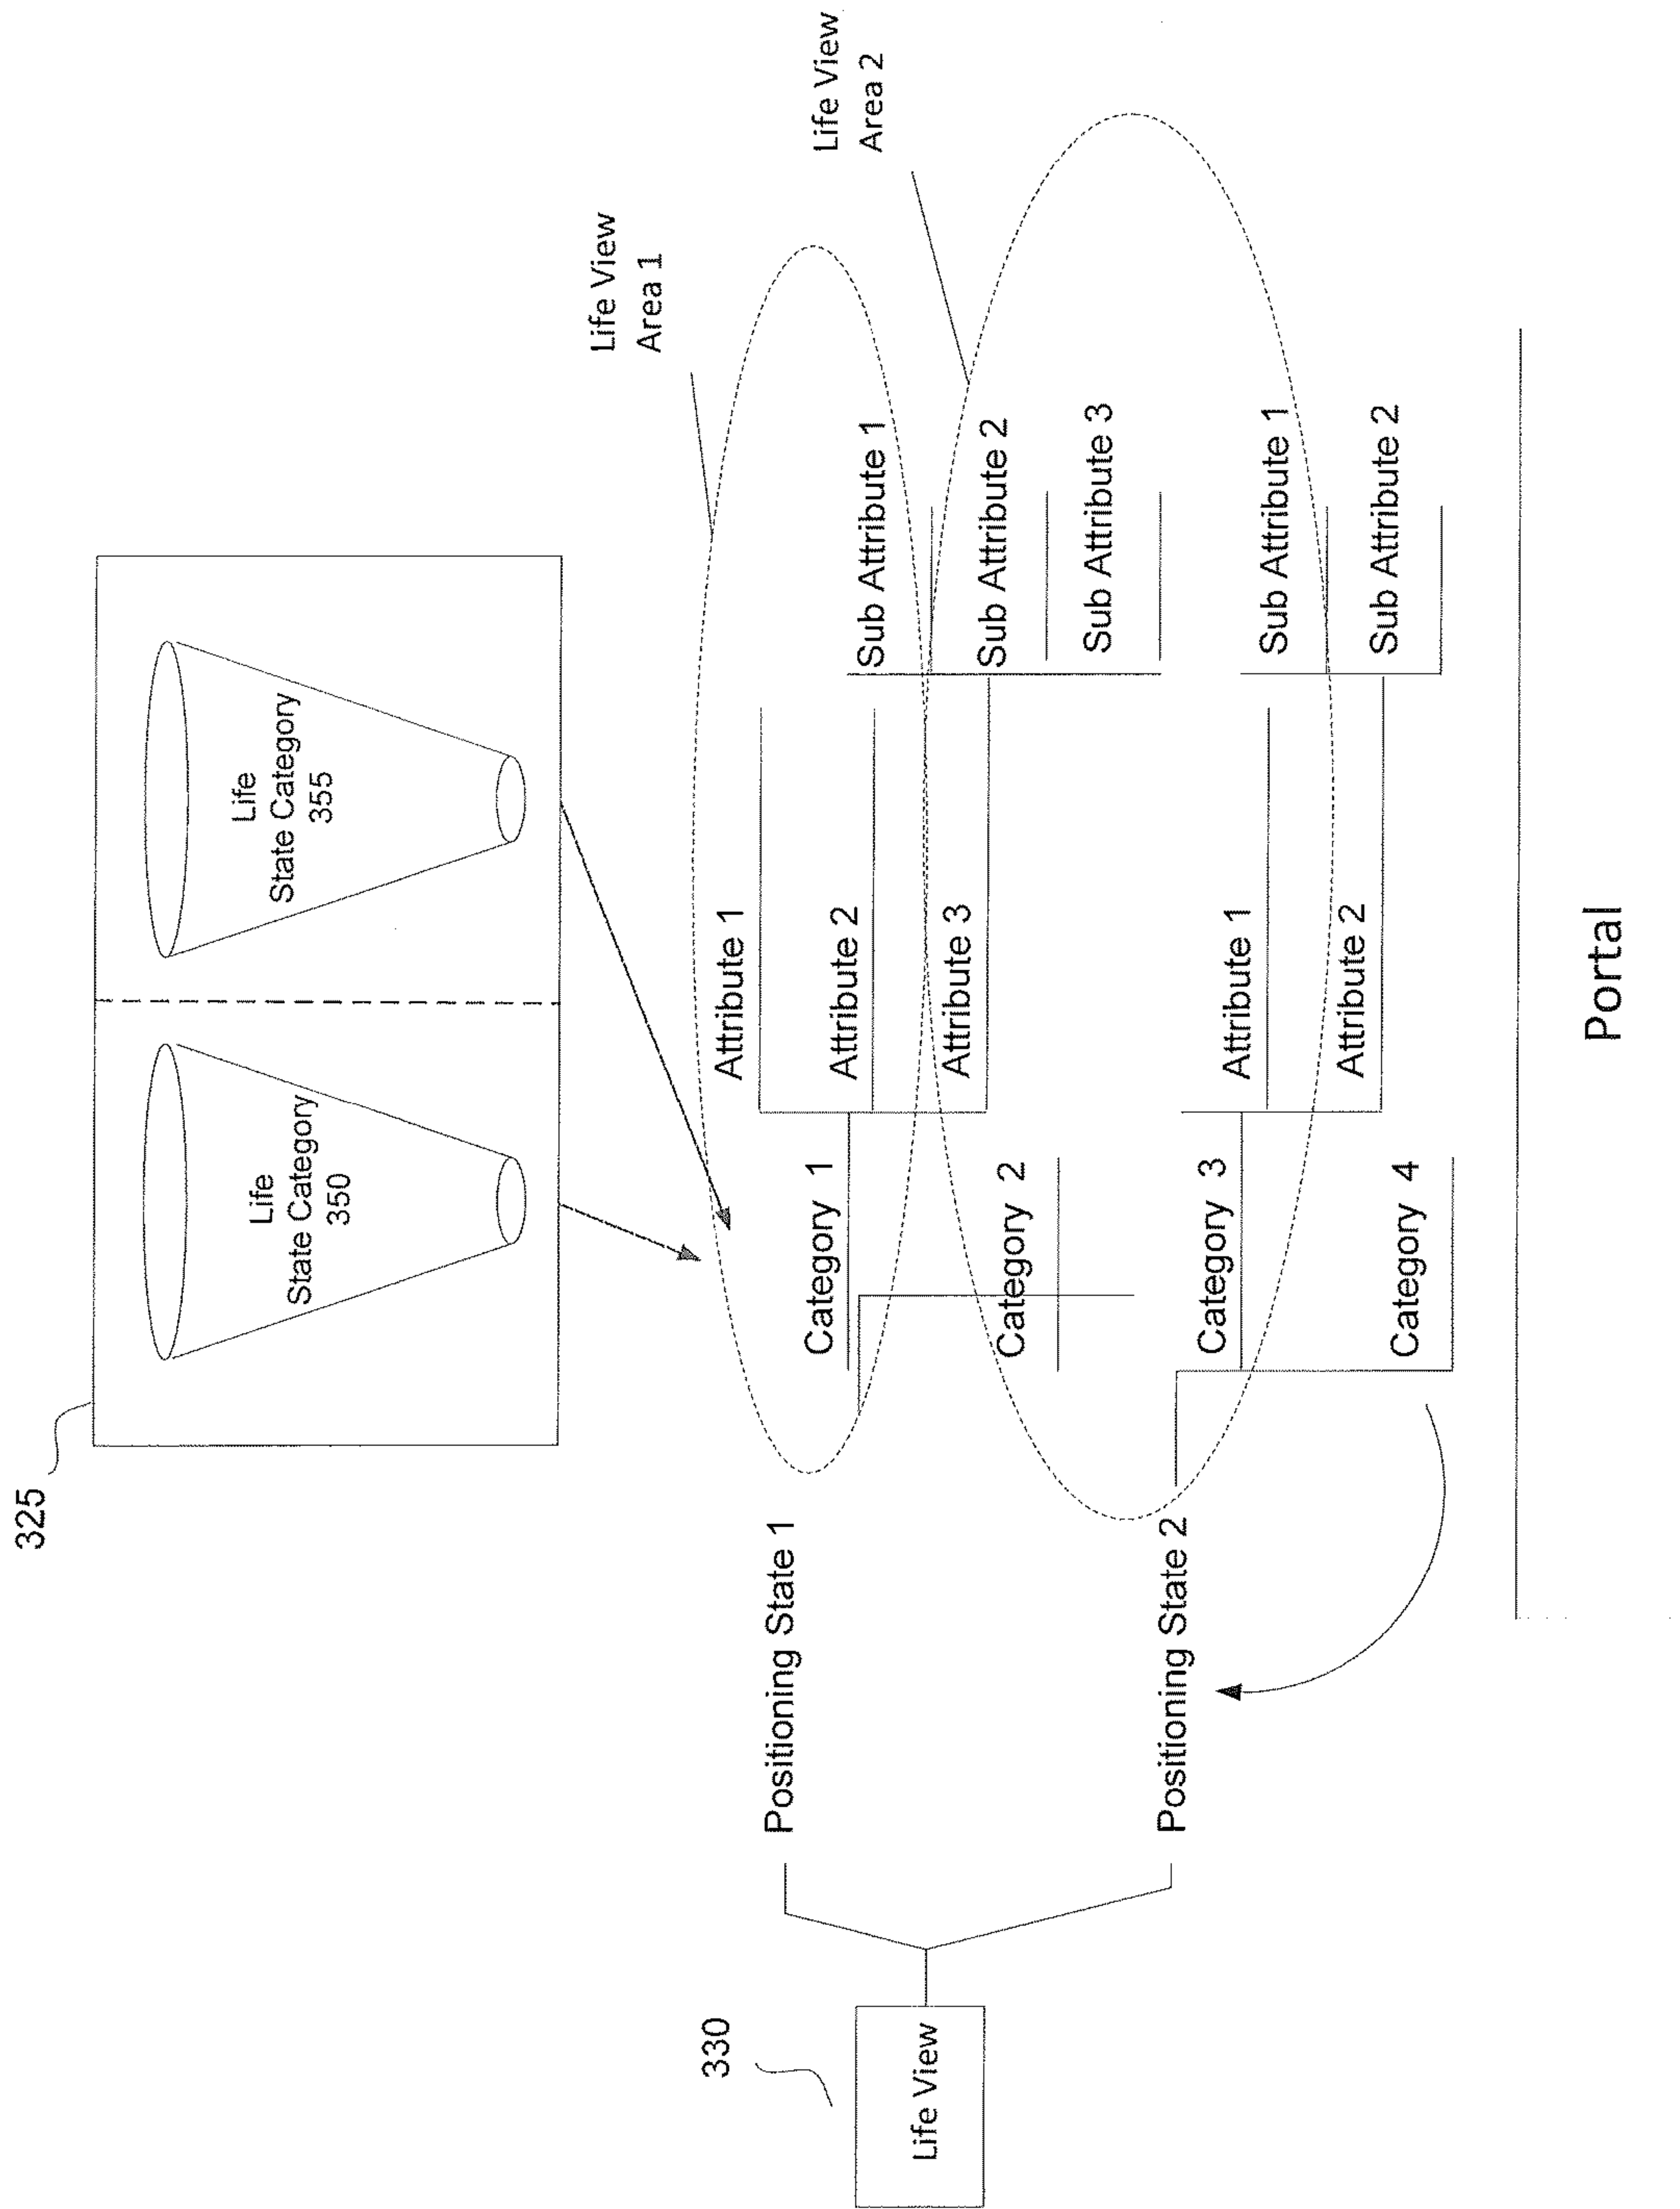 325
Life
State Category
350
Life
State Category
355
Life View
Area 1
Life View
Area 2
330
Life View
Positioning State 1
Category 1
Attribute 1
Attribute 2
Sub Attribute 1
Attribute 3
Category 2
Sub Attribute 2
Sub Attribute 3
Positioning State 2
Category 3
Attribute 1
Sub Attribute 1
Attribute 2
Sub Attribute 2
Category 4
Portal